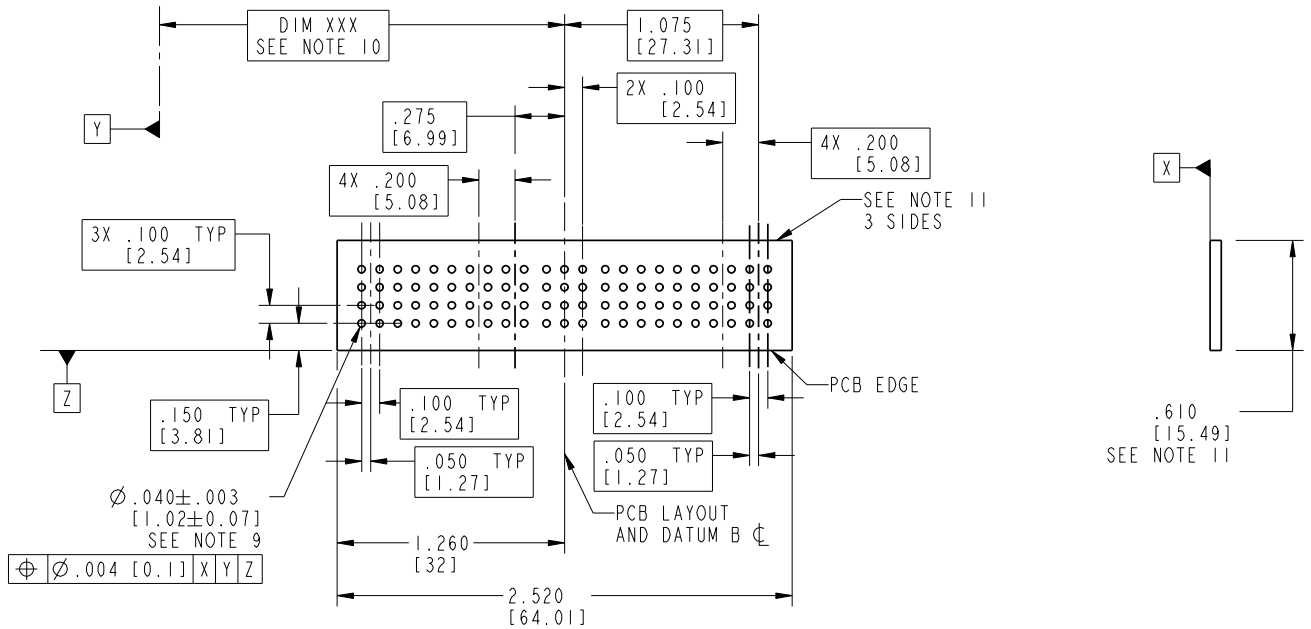 DIM XXX
SEE NOTE 10
1.075
[27.31]
2X .100
[2.54]
.275
[6.99]
Y
4X .200
[5.08]
X
4X .200
[5.08]
SEE NOTE 11
3 SIDES
3X .100 TYP
[2.54]
Z
PCB EDGE
.150 TYP
[3.81]
.100 TYP
[2.54]
.100 TYP
[2.54]
.610
[15.49]
SEE NOTE 11
.050 TYP
[1.27]
.050 TYP
[1.27]
Ø.040±.003
[1.02±0.07]
SEE NOTE 9
PCB LAYOUT
AND DATUM B ℄
⌖ Ø.004 [0.1] X Y Z
1.260
[32]
2.520
[64.01]